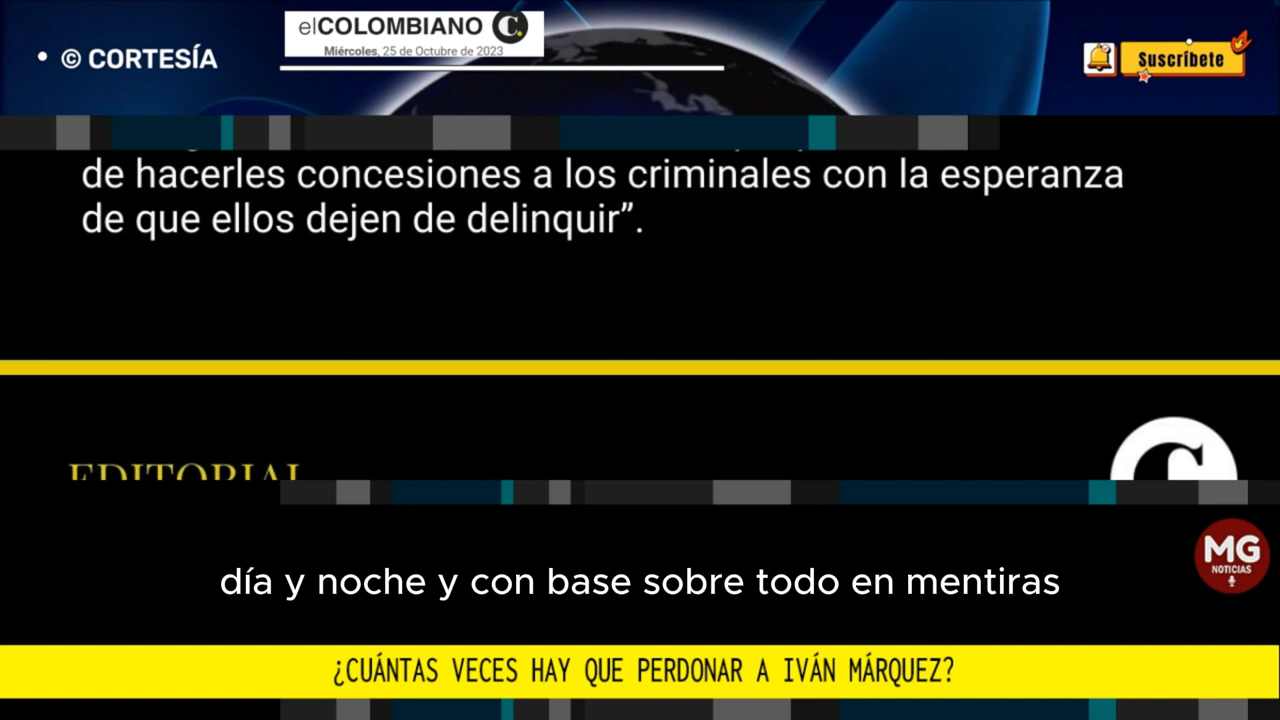 elCOLOMBIANO C.
Miércoles, 25 de Octubre de 2023
• © CORTESÍA
Suscríbete
de hacerles concesiones a los criminales con la esperanza
de que ellos dejen de delinquir”.
EDITORIAL
C
MG
NOTICIAS
día y noche y con base sobre todo en mentiras
¿CUÁNTAS VECES HAY QUE PERDONAR A IVÁN MÁRQUEZ?